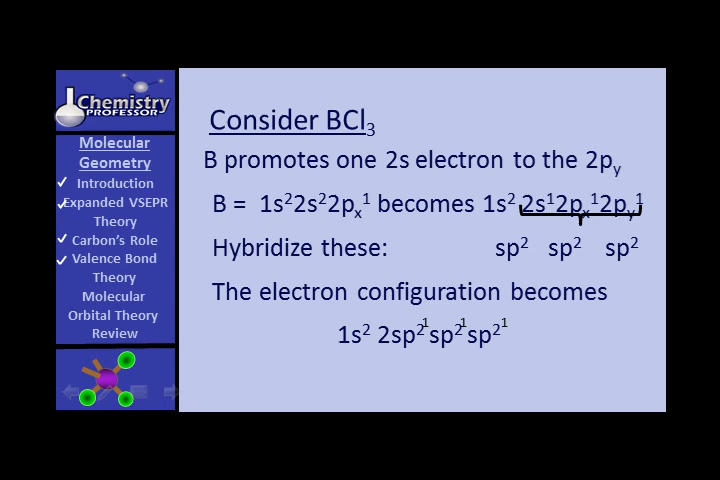 Chemistry
PROFESSOR
Molecular
Geometry
Introduction
Expanded VSEPR
Theory
Carbon's Role
Valence Bond
Theory
Molecular
Orbital Theory
Review
Consider BCl₃
B promotes one 2s electron to the 2pᵧ
B = 1s²2s²2pₓ¹ becomes 1s² 2s¹2pₓ¹2pᵧ¹
Hybridize these: sp² sp² sp²
The electron configuration becomes
1s² 2sp²¹sp²¹sp²¹